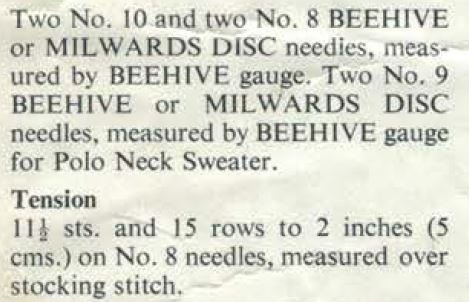 Two No. 10 and two No. 8 BEEHIVE
or MILWARDS DISC needles, meas-
ured by BEEHIVE gauge. Two No. 9
BEEHIVE or MILWARDS DISC
needles, measured by BEEHIVE gauge
for Polo Neck Sweater.
Tension
11½ sts. and 15 rows to 2 inches (5
cms.) on No. 8 needles, measured over
stocking stitch.